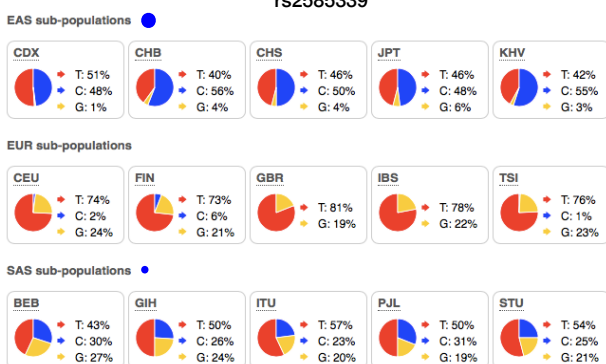 rs2585339
EAS sub-populations
CDX CHB CHS JPT KHV
T: 51% T: 40% T: 46% T: 46% T: 42%
C: 48% C: 56% C: 50% C: 48% C: 55%
G: 1% G: 4% G: 4% G: 6% G: 3%
EUR sub-populations
CEU FIN GBR IBS TSI
T: 74% T: 73% T: 81% T: 78% T: 76%
C: 2% C: 6% G: 19% G: 22% C: 1%
G: 24% G: 21% G: 23%
SAS sub-populations
BEB GIH ITU PJL STU
T: 43% T: 50% T: 57% T: 50% T: 54%
C: 30% C: 26% C: 23% C: 31% C: 25%
G: 27% G: 24% G: 20% G: 19% G: 21%